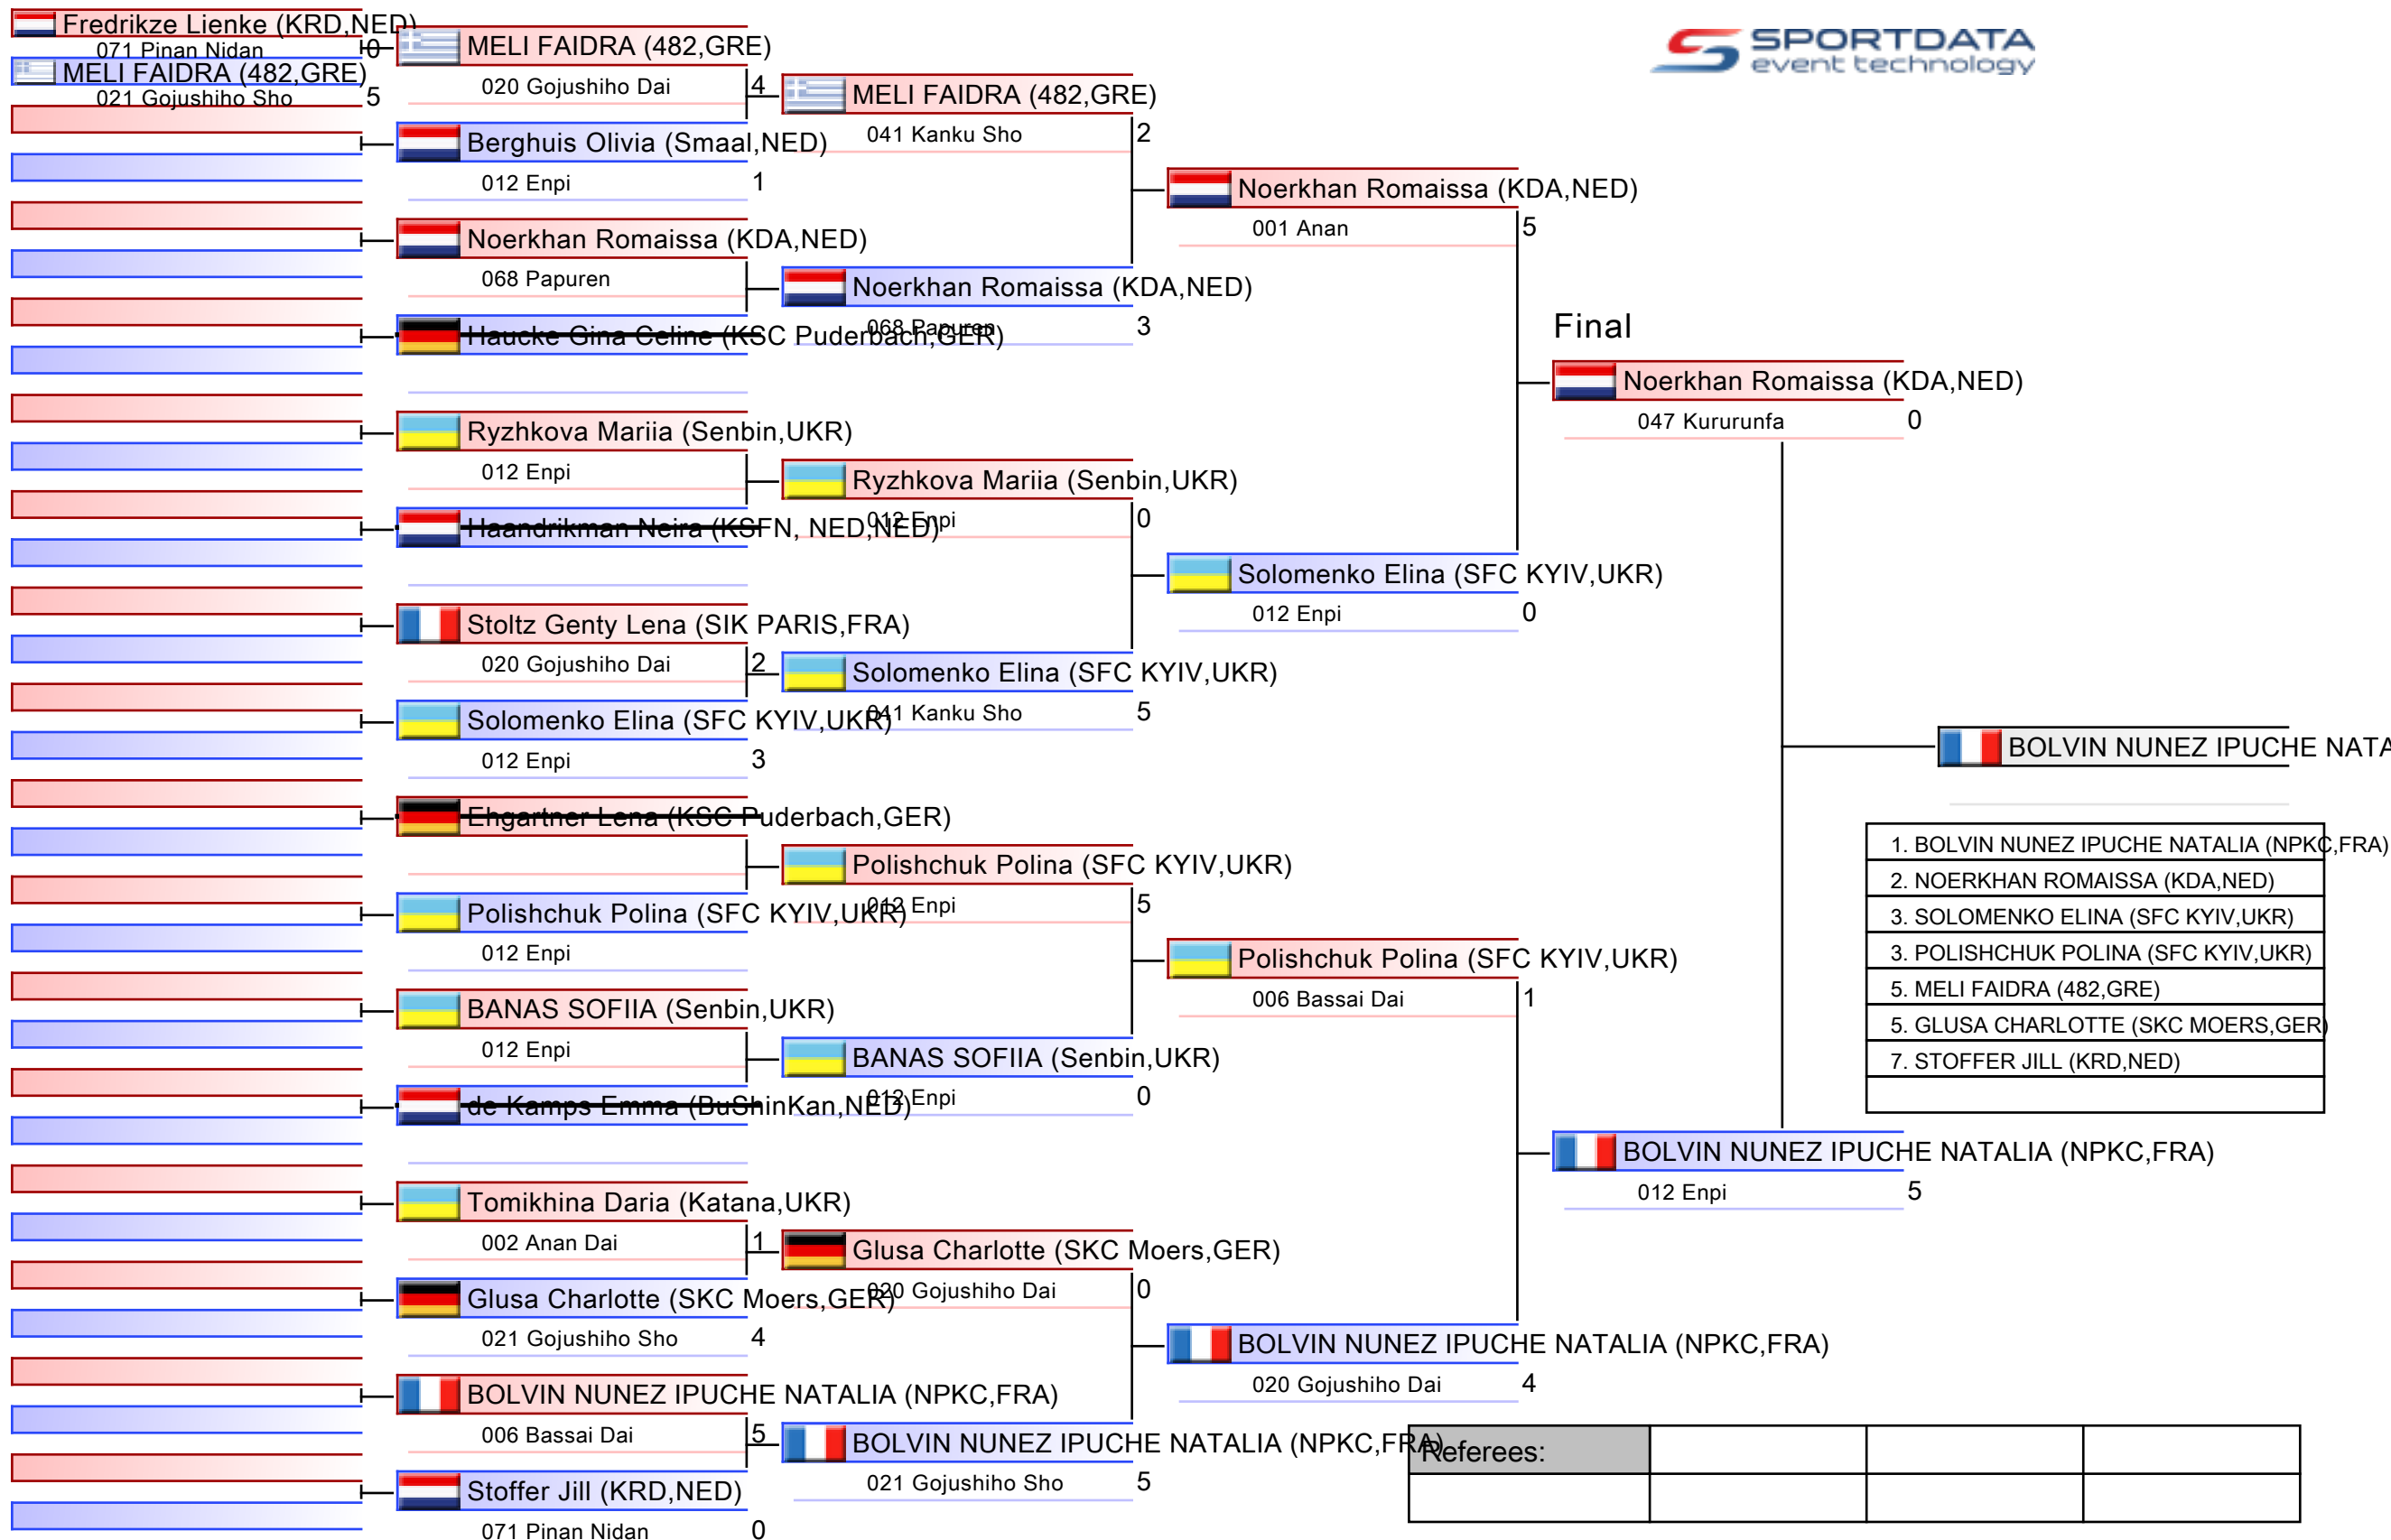 Fredrikze Lienke (KRD,NED)
071 Pinan Nidan
0
MELI FAIDRA (482,GRE)
021 Gojushiho Sho
5
MELI FAIDRA (482,GRE)
020 Gojushiho Dai
4
Berghuis Olivia (Smaal,NED)
012 Enpi
1
Noerkhan Romaissa (KDA,NED)
068 Papuren
Haucke Gina Celine (KSC Puderbach,GER)
Ryzhkova Mariia (Senbin,UKR)
012 Enpi
Haandrikman Neira (KSFN, NED,NED)
Stoltz Genty Lena (SIK PARIS,FRA)
020 Gojushiho Dai
2
Solomenko Elina (SFC KYIV,UKR)
012 Enpi
3
Ehgartner Lena (KSC Puderbach,GER)
Polishchuk Polina (SFC KYIV,UKR)
012 Enpi
BANAS SOFIIA (Senbin,UKR)
012 Enpi
de Kamps Emma (BuShinKan,NED)
Tomikhina Daria (Katana,UKR)
002 Anan Dai
1
Glusa Charlotte (SKC Moers,GER)
021 Gojushiho Sho
4
BOLVIN NUNEZ IPUCHE NATALIA (NPKC,FRA)
006 Bassai Dai
5
Stoffer Jill (KRD,NED)
071 Pinan Nidan
0
MELI FAIDRA (482,GRE)
041 Kanku Sho
2
Noerkhan Romaissa (KDA,NED)
068 Papuren
3
Ryzhkova Mariia (Senbin,UKR)
012 Enpi
0
Solomenko Elina (SFC KYIV,UKR)
041 Kanku Sho
5
Polishchuk Polina (SFC KYIV,UKR)
012 Enpi
5
BANAS SOFIIA (Senbin,UKR)
012 Enpi
0
Glusa Charlotte (SKC Moers,GER)
020 Gojushiho Dai
0
BOLVIN NUNEZ IPUCHE NATALIA (NPKC,FRA)
021 Gojushiho Sho
5
Noerkhan Romaissa (KDA,NED)
001 Anan
5
Solomenko Elina (SFC KYIV,UKR)
012 Enpi
0
Polishchuk Polina (SFC KYIV,UKR)
006 Bassai Dai
1
BOLVIN NUNEZ IPUCHE NATALIA (NPKC,FRA)
020 Gojushiho Dai
4
SPORTDATA
event technology
Final
Noerkhan Romaissa (KDA,NED)
047 Kururunfa
0
BOLVIN NUNEZ IPUCHE NATALIA (NPKC,FRA)
012 Enpi
5
BOLVIN NUNEZ IPUCHE NATA
1. BOLVIN NUNEZ IPUCHE NATALIA (NPKC,FRA)
2. NOERKHAN ROMAISSA (KDA,NED)
3. SOLOMENKO ELINA (SFC KYIV,UKR)
3. POLISHCHUK POLINA (SFC KYIV,UKR)
5. MELI FAIDRA (482,GRE)
5. GLUSA CHARLOTTE (SKC MOERS,GER)
7. STOFFER JILL (KRD,NED)
Referees: